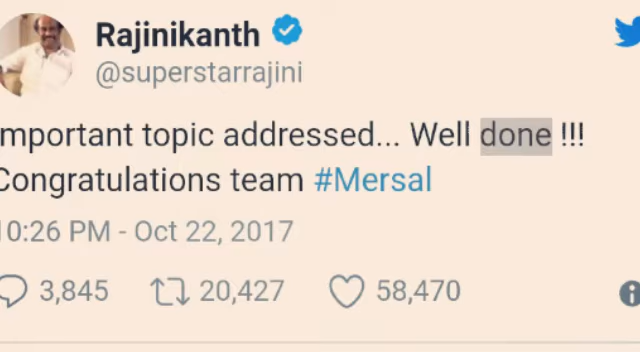 Rajinikanth
@superstarrajini
mportant topic addressed... Well done !!!
Congratulations team #Mersal
10:26 PM - Oct 22, 2017
3,845 20,427 58,470